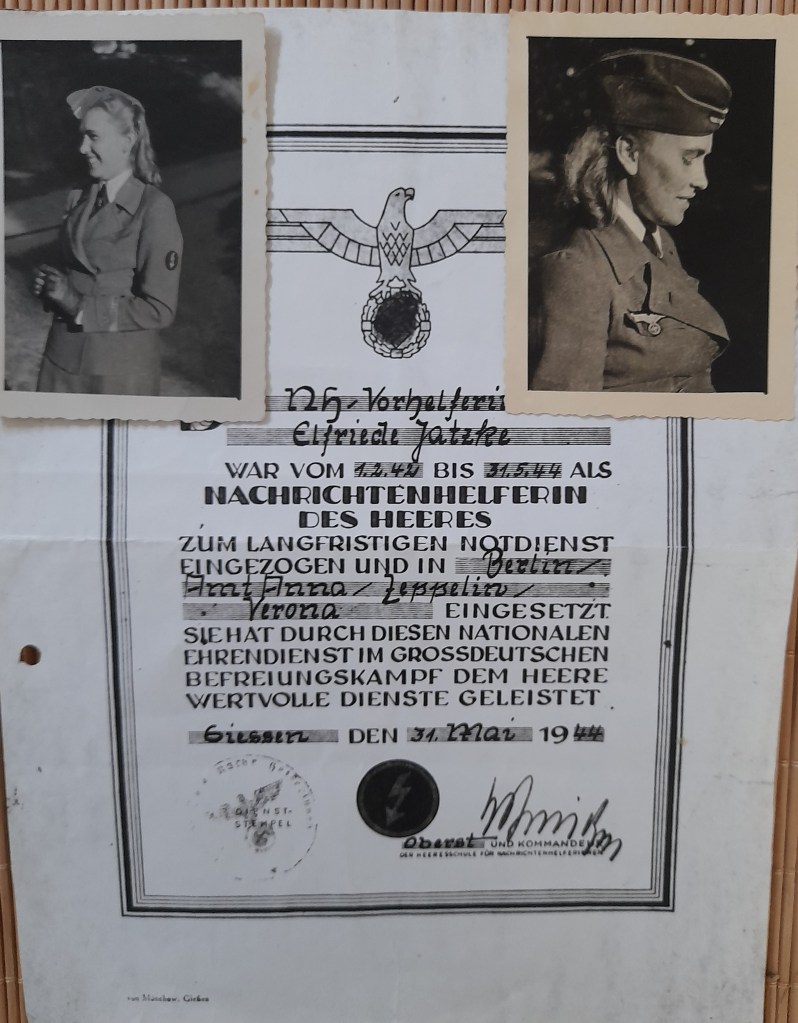 Nh.-Vorhelferin
Elfriede Jatzke
WAR VOM 1.2.42 BIS 31.5.44 ALS
NACHRICHTENHELFERIN
DES HEERES
ZUM LANGFRISTIGEN NOTDIENST
EINGEZOGEN UND IN Berlin/
Amt Anna / Zeppelin/
Verona EINGESETZT.
SIE HAT DURCH DIESEN NATIONALEN
EHRENDIENST IM GROSSDEUTSCHEN
BEFREIUNGSKAMPF DEM HEERE
WERTVOLLE DIENSTE GELEISTET.
Giessen DEN 31. Mai 1944
DIENST-
STEMPEL
Oberst UND KOMMANDEUR
DER HEERESSCHULE FÜR NACHRICHTENHELFERINNEN
von Münchow, Gießen